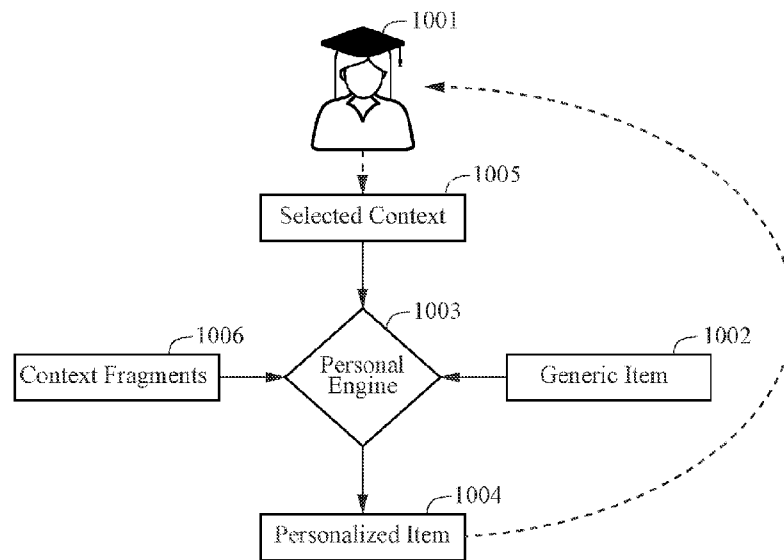 1001
1005
Selected Context
1003
1006
1002
Context Fragments
Personal
Engine
Generic Item
1004
Personalized Item